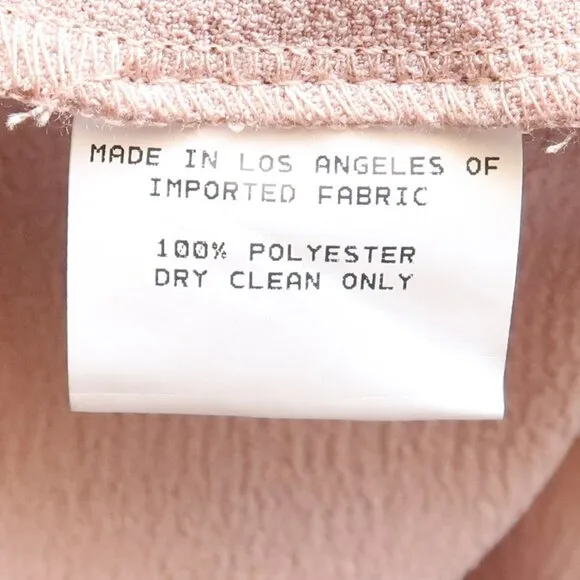 MADE IN LOS ANGELES OF
IMPORTED FABRIC
100% POLYESTER
DRY CLEAN ONLY